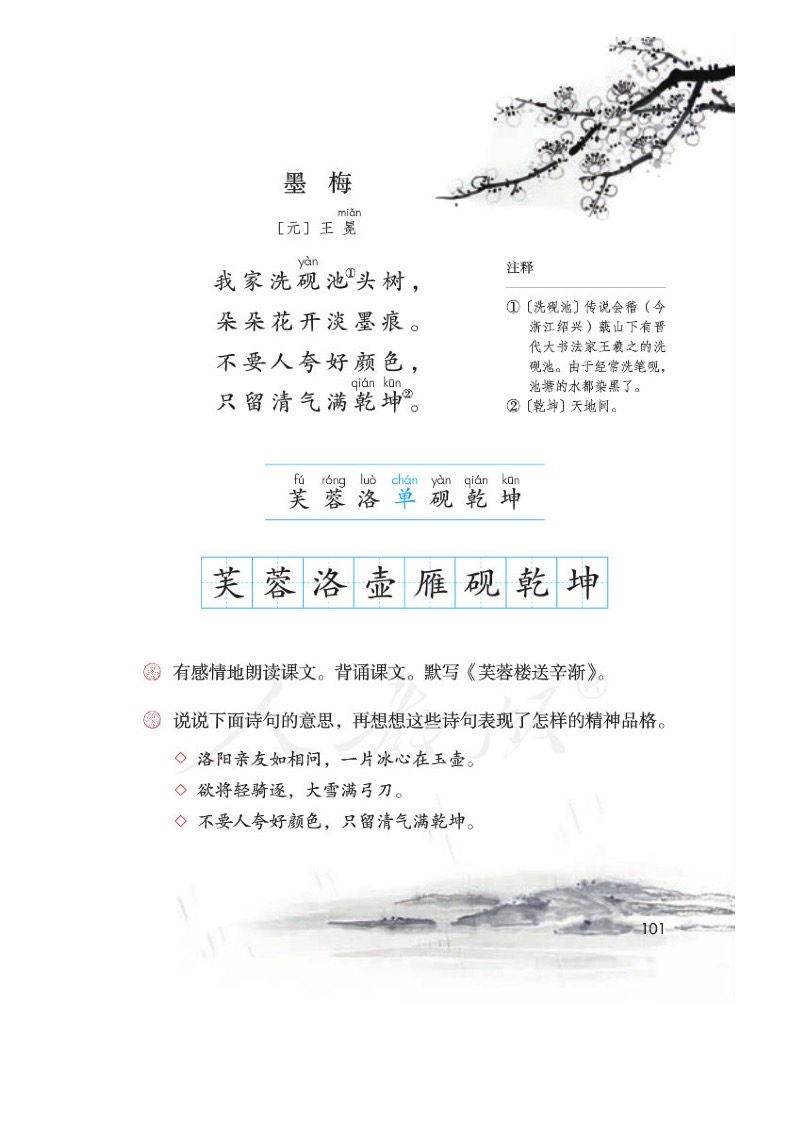 墨 梅
miǎn
[元] 王 冕
yàn
我家洗砚池①头树，
朵朵花开淡墨痕。
不要人夸好颜色，
qián kūn
只留清气满乾坤②。
注释
①〔洗砚池〕传说会稽（今
浙江绍兴）蕺山下有晋
代大书法家王羲之的洗
砚池。由于经常洗笔砚，
池塘的水都染黑了。
②〔乾坤〕天地间。
fú róng luò chán yàn qián kūn
芙 蓉 洛 单 砚 乾 坤
芙 蓉 洛 壶 雁 砚 乾 坤
有感情地朗读课文。背诵课文。默写《芙蓉楼送辛渐》。
说说下面诗句的意思，再想想这些诗句表现了怎样的精神品格。
◇ 洛阳亲友如相问，一片冰心在玉壶。
◇ 欲将轻骑逐，大雪满弓刀。
◇ 不要人夸好颜色，只留清气满乾坤。
101